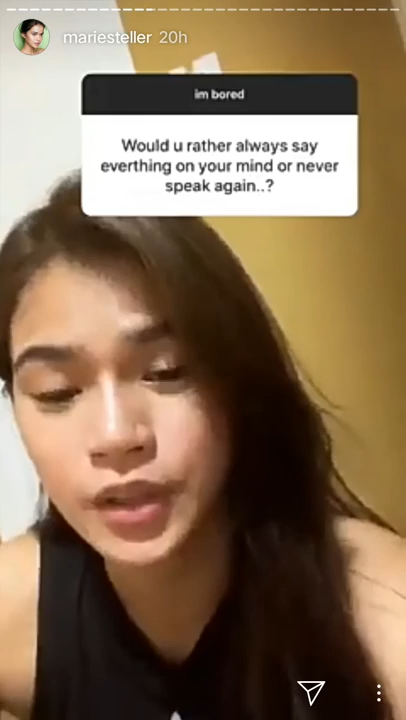 mariesteller 20h
im bored
Would u rather always say
everthing on your mind or never
speak again..?